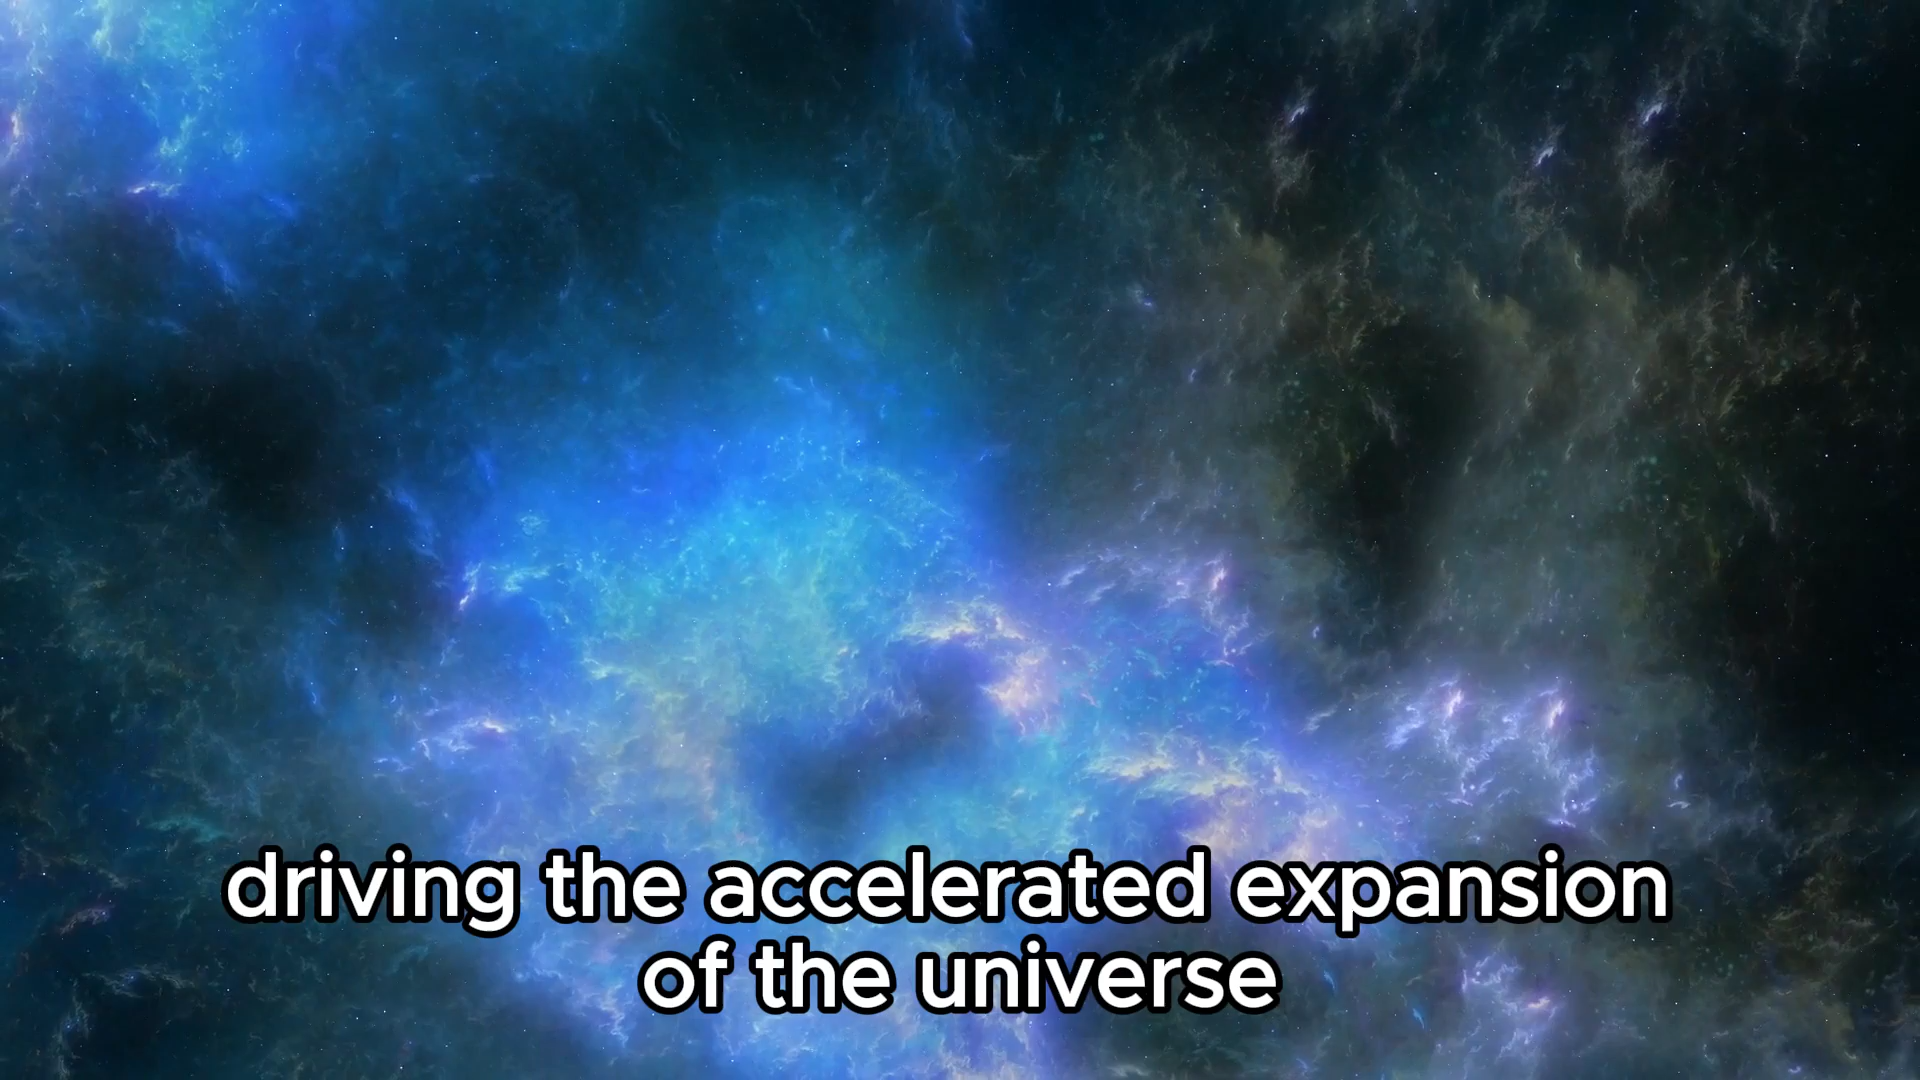 driving the accelerated expansion
of the universe